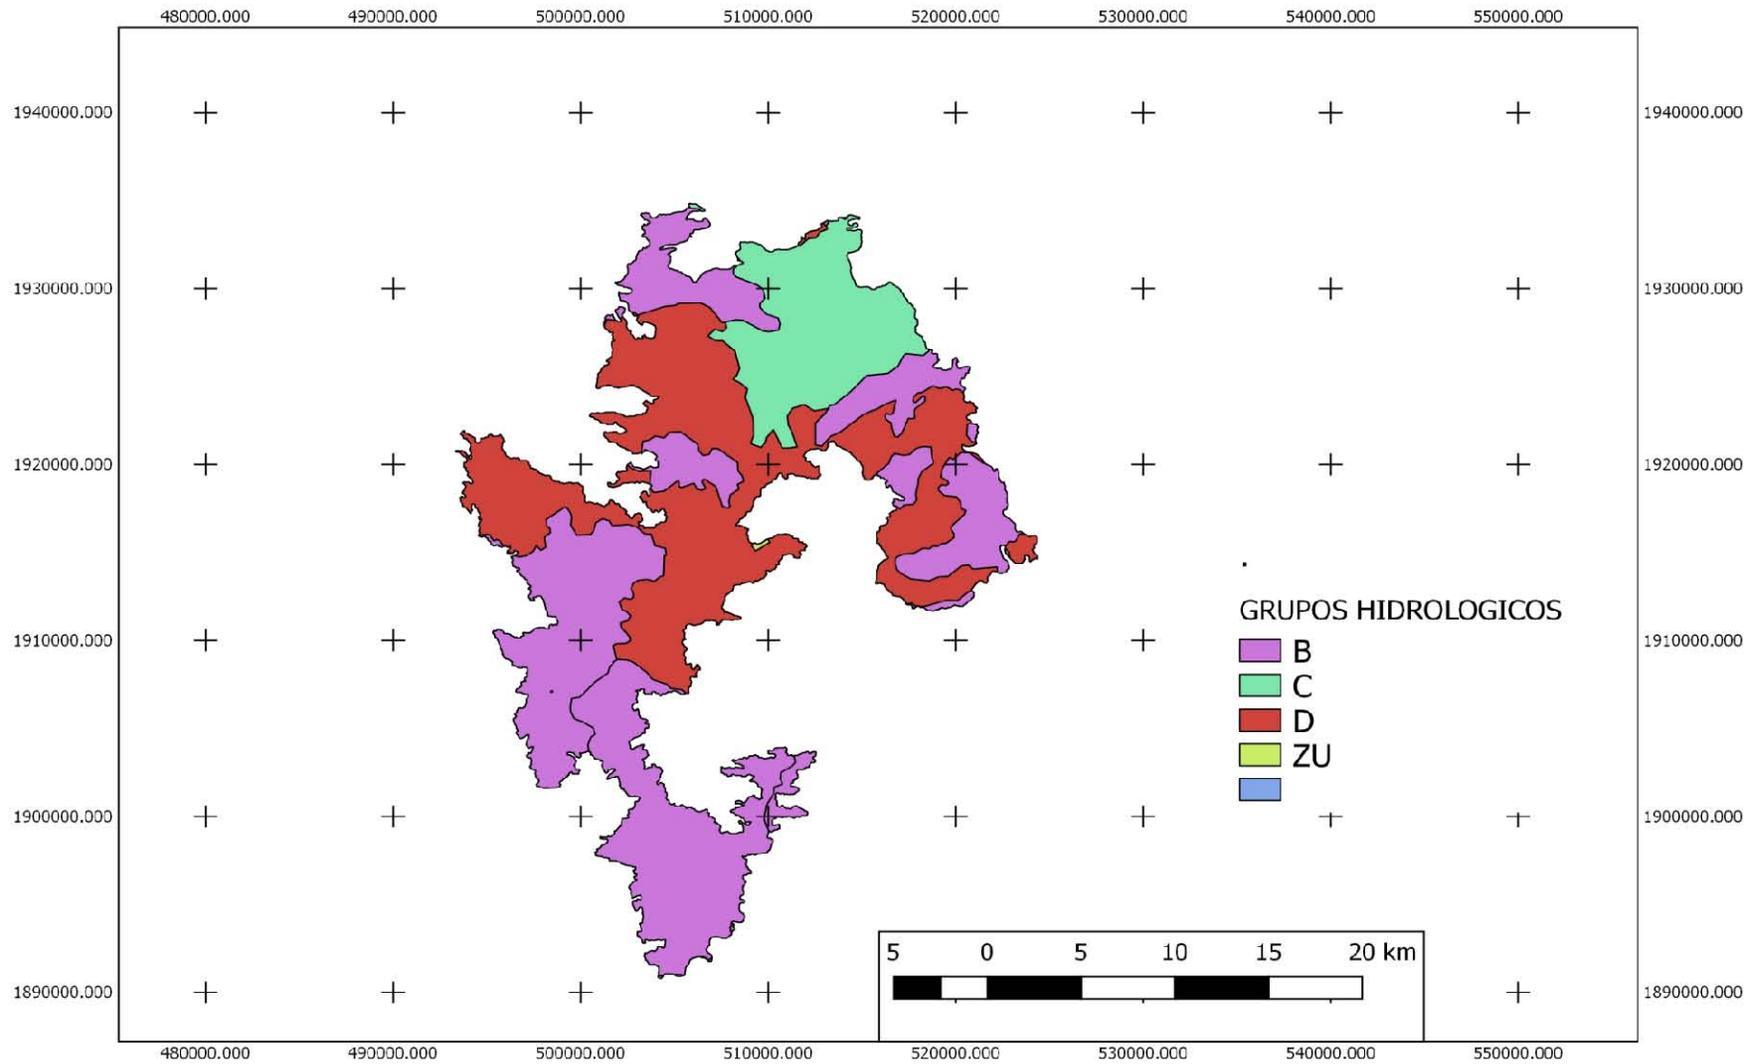 480000.000 490000.000 500000.000 510000.000 520000.000 530000.000 540000.000 550000.000
1940000.000 1940000.000
1930000.000 1930000.000
1920000.000 1920000.000
GRUPOS HIDROLOGICOS
1910000.000 1910000.000
B
C
D
ZU
1900000.000 1900000.000
5 0 5 10 15 20 km
1890000.000 1890000.000
480000.000 490000.000 500000.000 510000.000 520000.000 530000.000 540000.000 550000.000